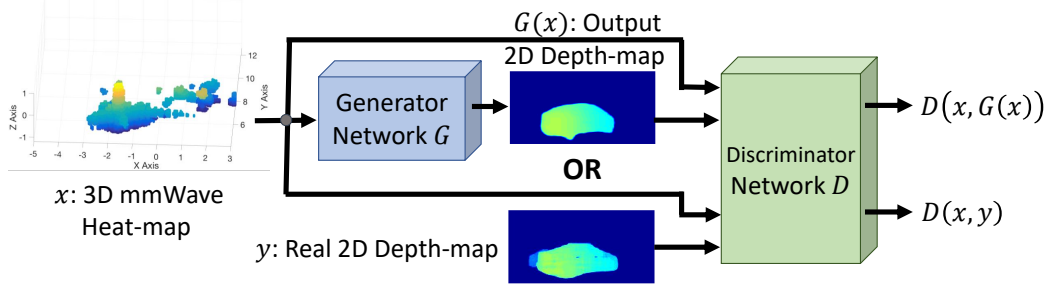 G(x): Output
2D Depth-map
Generator
Network G
OR
Discriminator
Network D
D(x, G(x))
D(x, y)
Z Axis
1
0
-1
-5
-4
-3
-2
-1
0
1
2
3
X Axis
12
10
8
6
Y Axis
x: 3D mmWave
Heat-map
y: Real 2D Depth-map